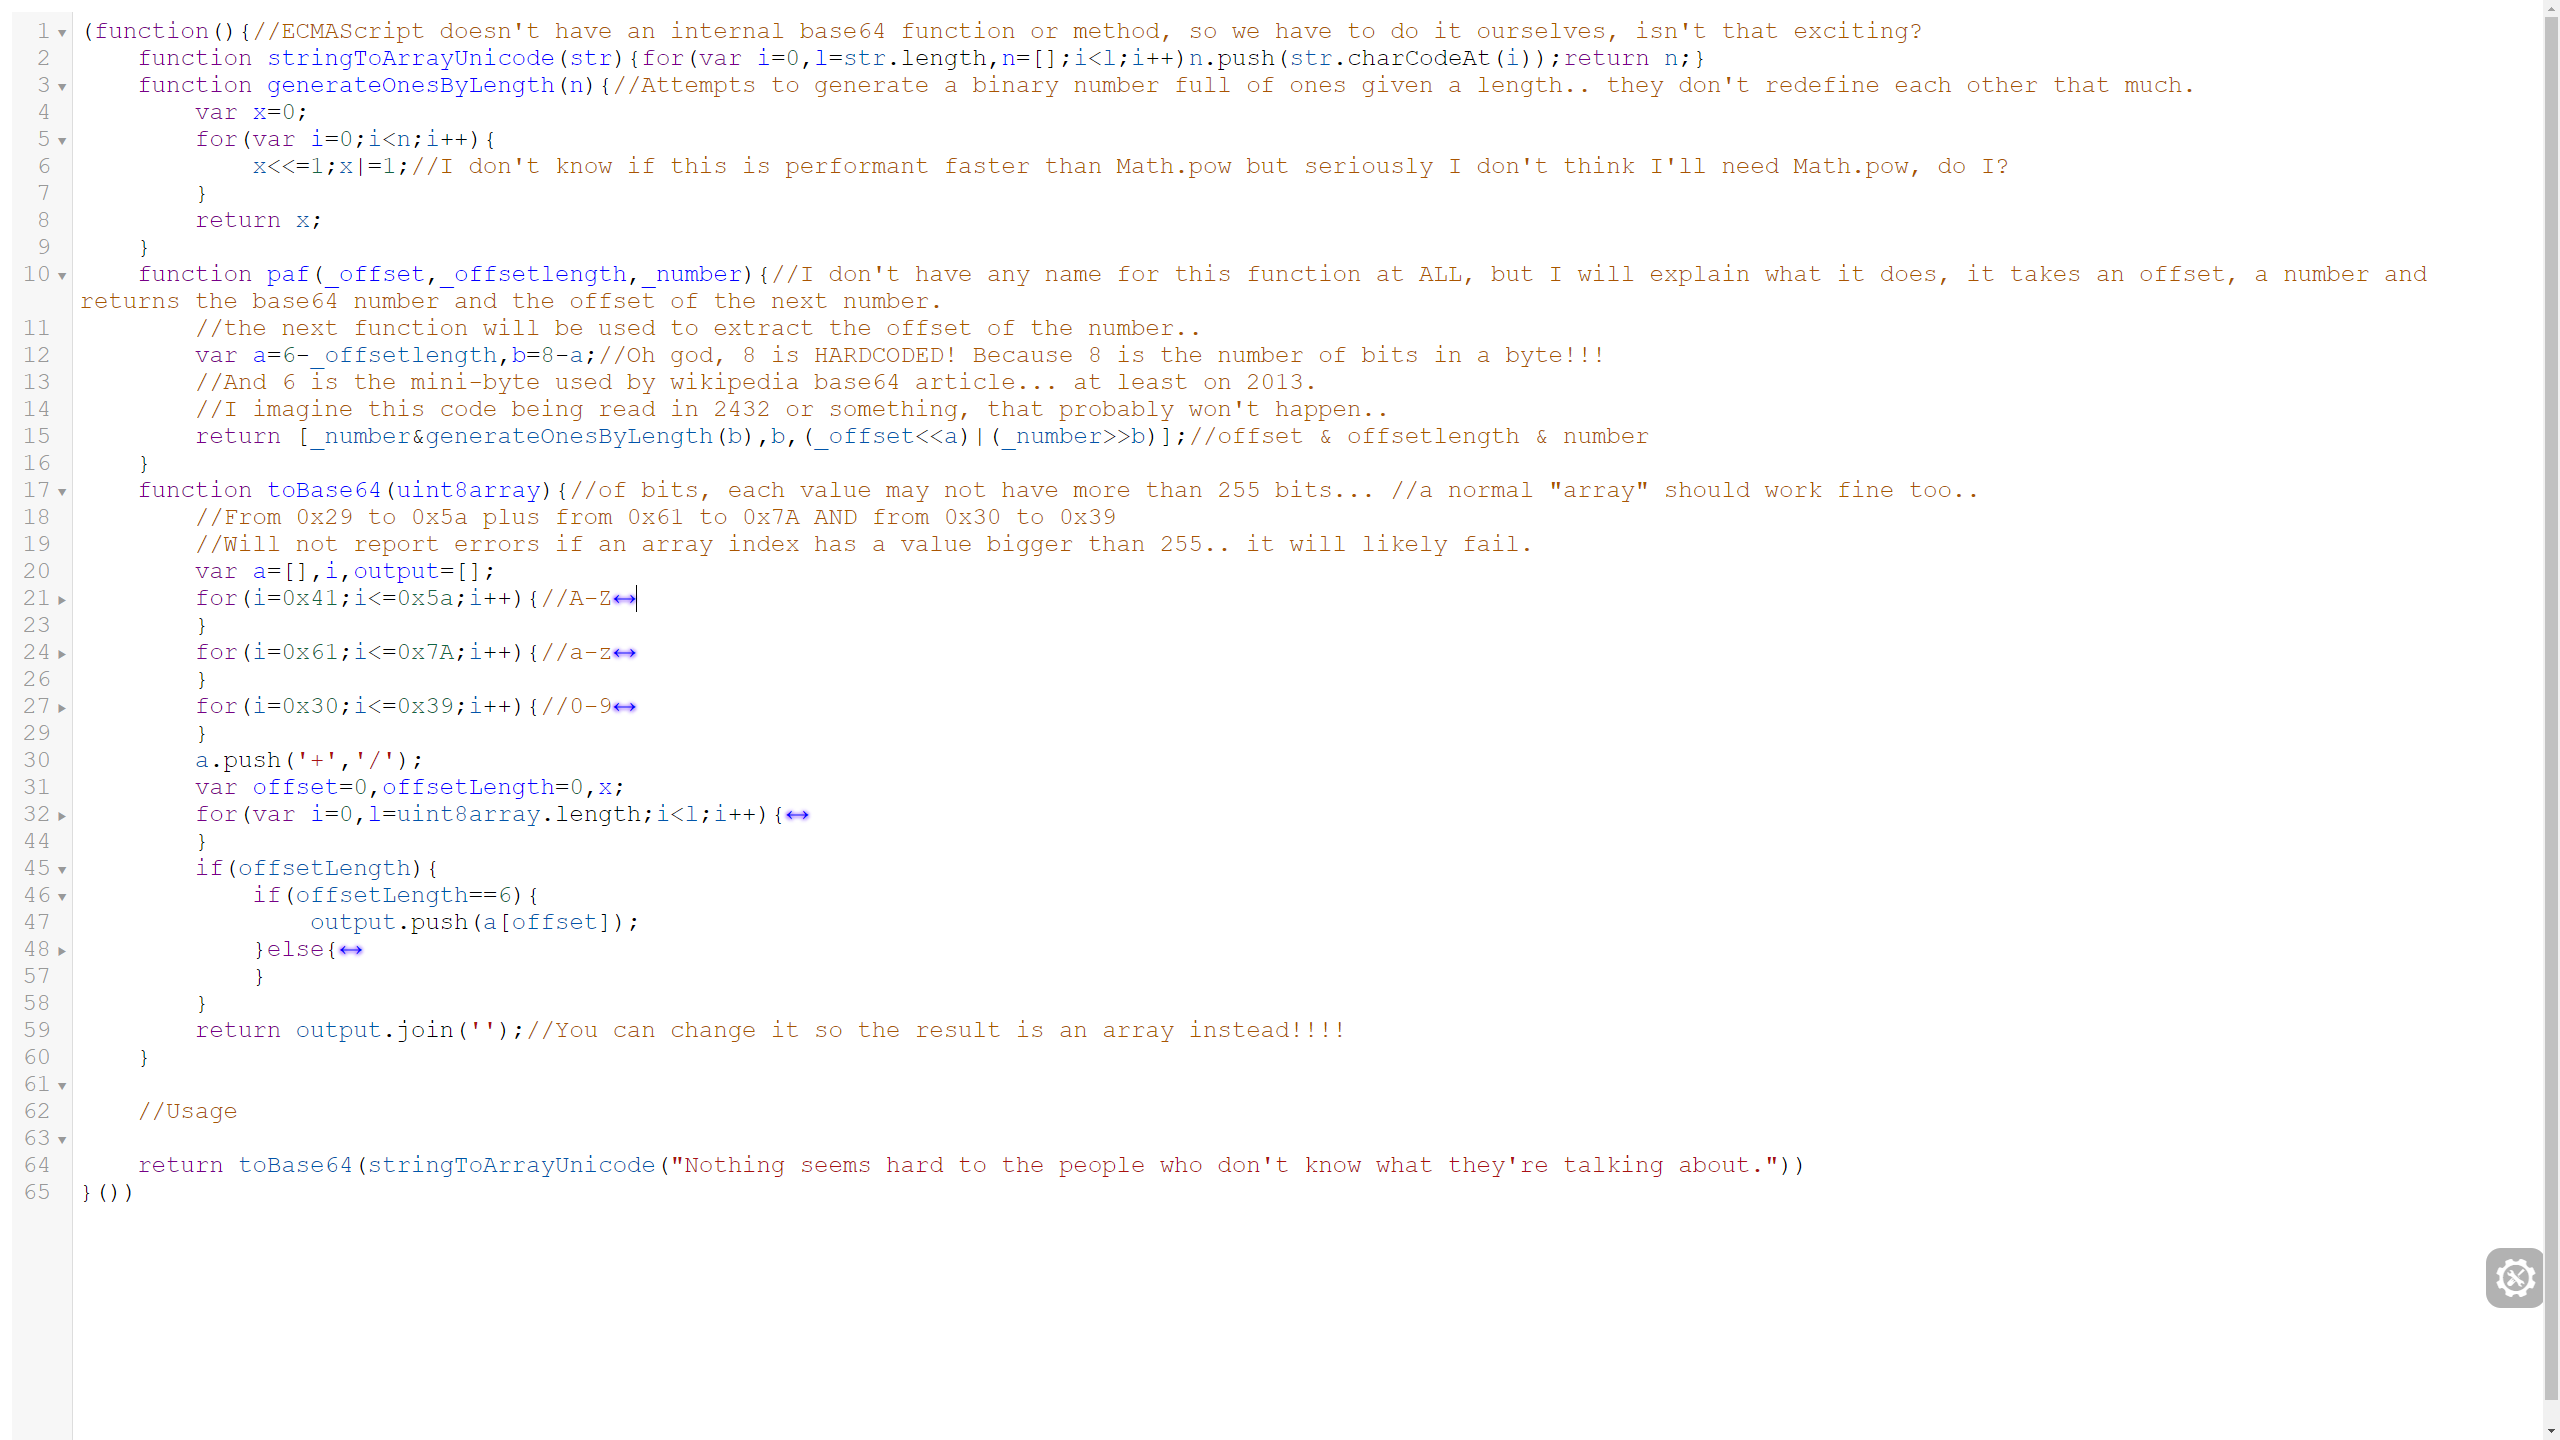 1 (function(){//ECMAScript doesn't have an internal base64 function or method, so we have to do it ourselves, isn't that exciting?
2     function stringToArrayUnicode(str){for(var i=0,l=str.length,n=[];i<l;i++)n.push(str.charCodeAt(i));return n;}
3     function generateOnesByLength(n){//Attempts to generate a binary number full of ones given a length.. they don't redefine each other that much.
4         var x=0;
5         for(var i=0;i<n;i++){
6             x<<=1;x|=1;//I don't know if this is performant faster than Math.pow but seriously I don't think I'll need Math.pow, do I?
7         }
8         return x;
9     }
10     function paf(_offset,_offsetlength,_number){//I don't have any name for this function at ALL, but I will explain what it does, it takes an offset, a number and
returns the base64 number and the offset of the next number.
11         //the next function will be used to extract the offset of the number..
12         var a=6-_offsetlength,b=8-a;//Oh god, 8 is HARDCODED! Because 8 is the number of bits in a byte!!!
13         //And 6 is the mini-byte used by wikipedia base64 article... at least on 2013.
14         //I imagine this code being read in 2432 or something, that probably won't happen..
15         return [_number&generateOnesByLength(b),b,(_offset<<a)|(_number>>b)];//offset & offsetlength & number
16     }
17     function toBase64(uint8array){//of bits, each value may not have more than 255 bits... //a normal "array" should work fine too..
18         //From 0x29 to 0x5a plus from 0x61 to 0x7A AND from 0x30 to 0x39
19         //Will not report errors if an array index has a value bigger than 255.. it will likely fail.
20         var a=[],i,output=[];
21         for(i=0x41;i<=0x5a;i++){//A-Z↔
23         }
24         for(i=0x61;i<=0x7A;i++){//a-z↔
26         }
27         for(i=0x30;i<=0x39;i++){//0-9↔
29         }
30         a.push('+','/');
31         var offset=0,offsetLength=0,x;
32         for(var i=0,l=uint8array.length;i<l;i++){↔
44         }
45         if(offsetLength){
46             if(offsetLength==6){
47                 output.push(a[offset]);
48             }else{↔
57             }
58         }
59         return output.join('');//You can change it so the result is an array instead!!!!
60     }
61
62     //Usage
63
64     return toBase64(stringToArrayUnicode("Nothing seems hard to the people who don't know what they're talking about."))
65 }())